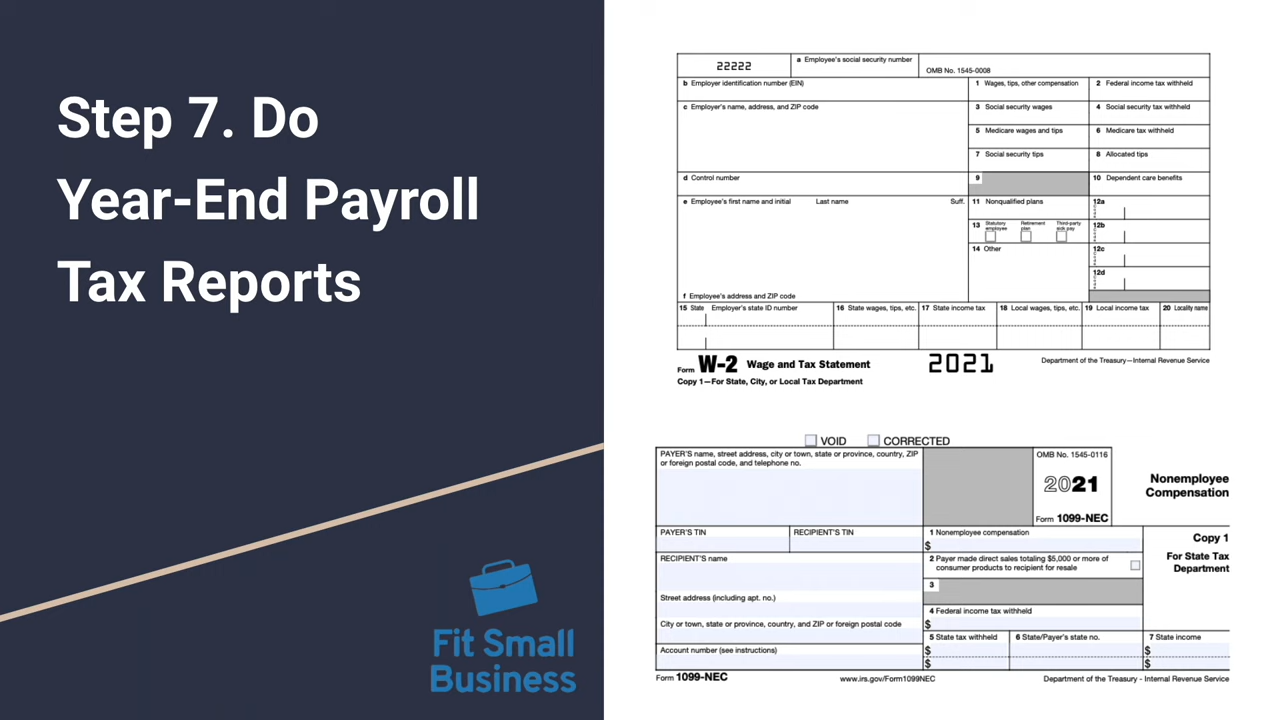 Step 7. Do
Year-End Payroll
Tax Reports
Fit Small
Business
22222
a Employee's social security number
OMB No. 1545-0008
b Employer identification number (EIN)
1 Wages, tips, other compensation
2 Federal income tax withheld
c Employer's name, address, and ZIP code
3 Social security wages
4 Social security tax withheld
5 Medicare wages and tips
6 Medicare tax withheld
7 Social security tips
8 Allocated tips
d Control number
9
10 Dependent care benefits
e Employee's first name and initial
Last name
Suff.
11 Nonqualified plans
12a
13 Statutory employee
Retirement plan
Third-party sick pay
12b
14 Other
12c
12d
f Employee's address and ZIP code
15 State Employer's state ID number
16 State wages, tips, etc.
17 State income tax
18 Local wages, tips, etc.
19 Local income tax
20 Locality name
Form W-2 Wage and Tax Statement
2021
Department of the Treasury—Internal Revenue Service
Copy 1—For State, City, or Local Tax Department
VOID
CORRECTED
PAYER'S name, street address, city or town, state or province, country, ZIP
or foreign postal code, and telephone no.
OMB No. 1545-0116
2021
Form 1099-NEC
Nonemployee
Compensation
PAYER'S TIN
RECIPIENT'S TIN
1 Nonemployee compensation
$
Copy 1
For State Tax
Department
RECIPIENT'S name
2 Payer made direct sales totaling $5,000 or more of
consumer products to recipient for resale
3
Street address (including apt. no.)
4 Federal income tax withheld
$
City or town, state or province, country, and ZIP or foreign postal code
5 State tax withheld
$
$
6 State/Payer's state no.
7 State income
$
$
Account number (see instructions)
Form 1099-NEC
www.irs.gov/Form1099NEC
Department of the Treasury - Internal Revenue Service